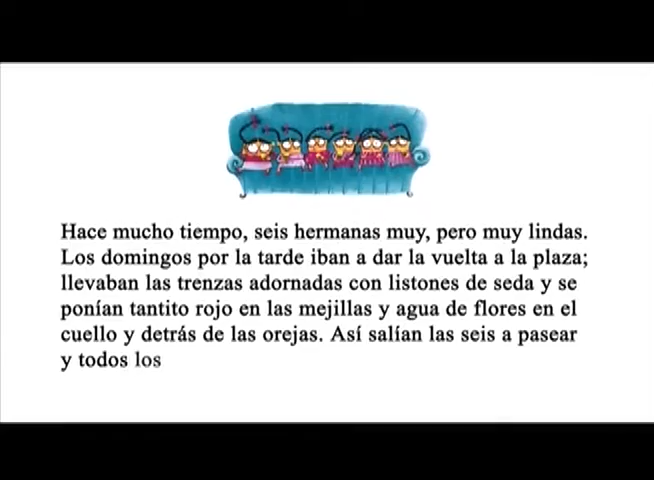 Hace mucho tiempo, seis hermanas muy, pero muy lindas.
Los domingos por la tarde iban a dar la vuelta a la plaza;
llevaban las trenzas adornadas con listones de seda y se
ponían tantito rojo en las mejillas y agua de flores en el
cuello y detrás de las orejas. Así salían las seis a pasear
y todos los